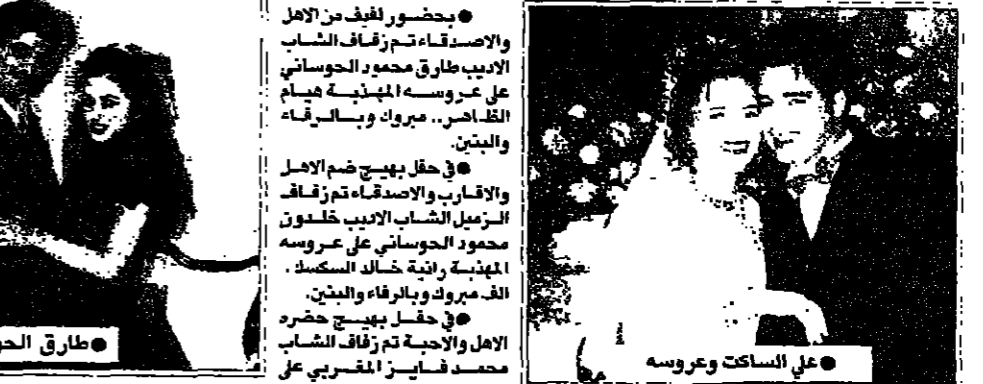 ● بحضور لفيف من الاهل
والاصدقاء تم زفاف الشاب
الاديب طارق محمود الحوساني
على عروسه المهذبة هيام
الظاهر.. مبروك وبالرفاء
والبنين.
● في حفل بهيج ضم الاهل
والاقارب والاصدقاء تم زفاف
الزميل الشاب الاديب خلدون
محمود الحوساني على عروسه
المهذبة رانية خالد السكسك .
الف مبروك وبالرفاء والبنين.
● في حفل بهيج حضره
الاهل والاحبة تم زفاف الشاب
محمد فايز المغربي على
● علي الساكت وعروسه
● طارق الحو